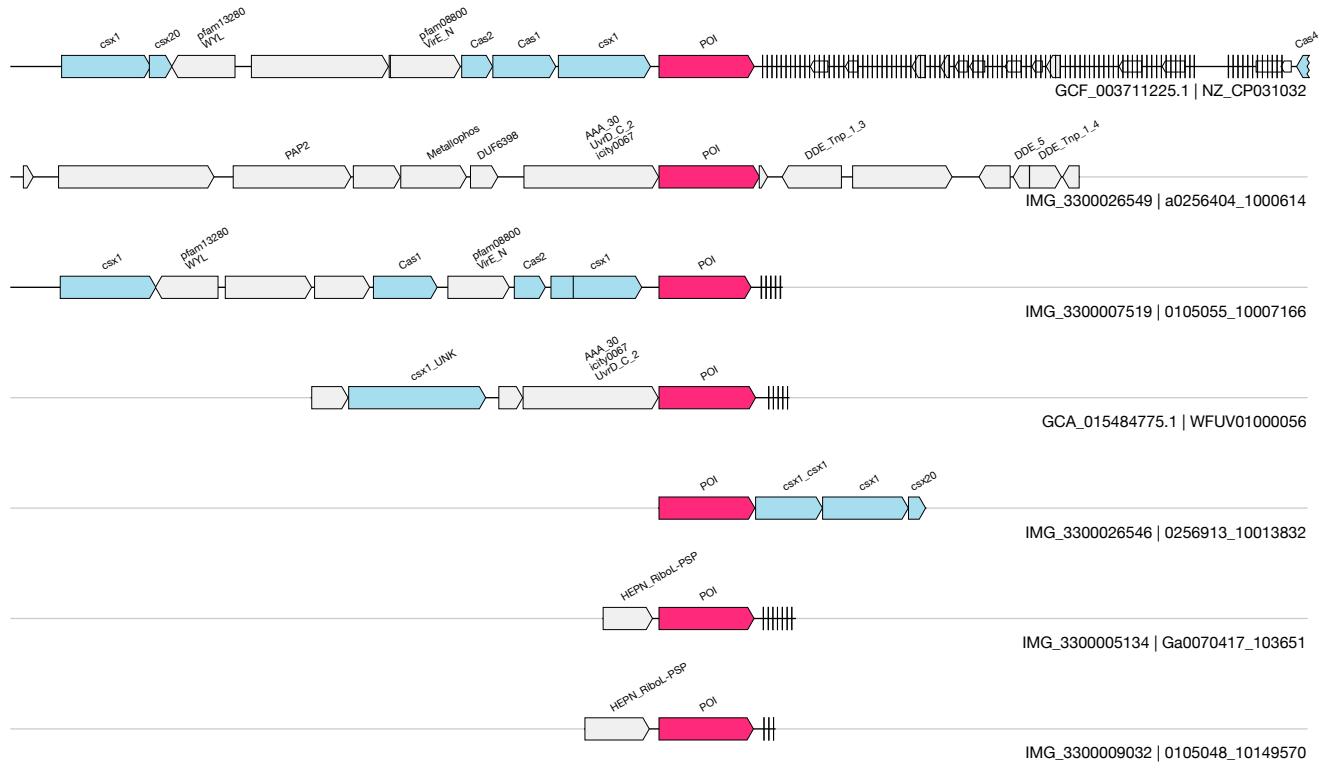 csx1
csx20
pfam13280
WYL
pfam08800
VirE_N
Cas2
Cas1
csx1
POI
Cas4
GCF_003711225.1 | NZ_CP031032
PAP2
Metallophos
DUF6398
AAA_30
UvrD_C_2
icity0067
POI
DDE_Tnp_1_3
DDE_5
DDE_Tnp_1_4
IMG_3300026549 | a0256404_1000614
csx1
pfam13280
WYL
Cas1
pfam08800
VirE_N
Cas2
csx1
POI
IMG_3300007519 | 0105055_10007166
csx1_UNK
AAA_30
icity0067
UvrD_C_2
POI
GCA_015484775.1 | WFUV01000056
POI
csx1_csx1
csx1
csx20
IMG_3300026546 | 0256913_10013832
HEPN_RiboL-PSP
POI
IMG_3300005134 | Ga0070417_103651
HEPN_RiboL-PSP
POI
IMG_3300009032 | 0105048_10149570